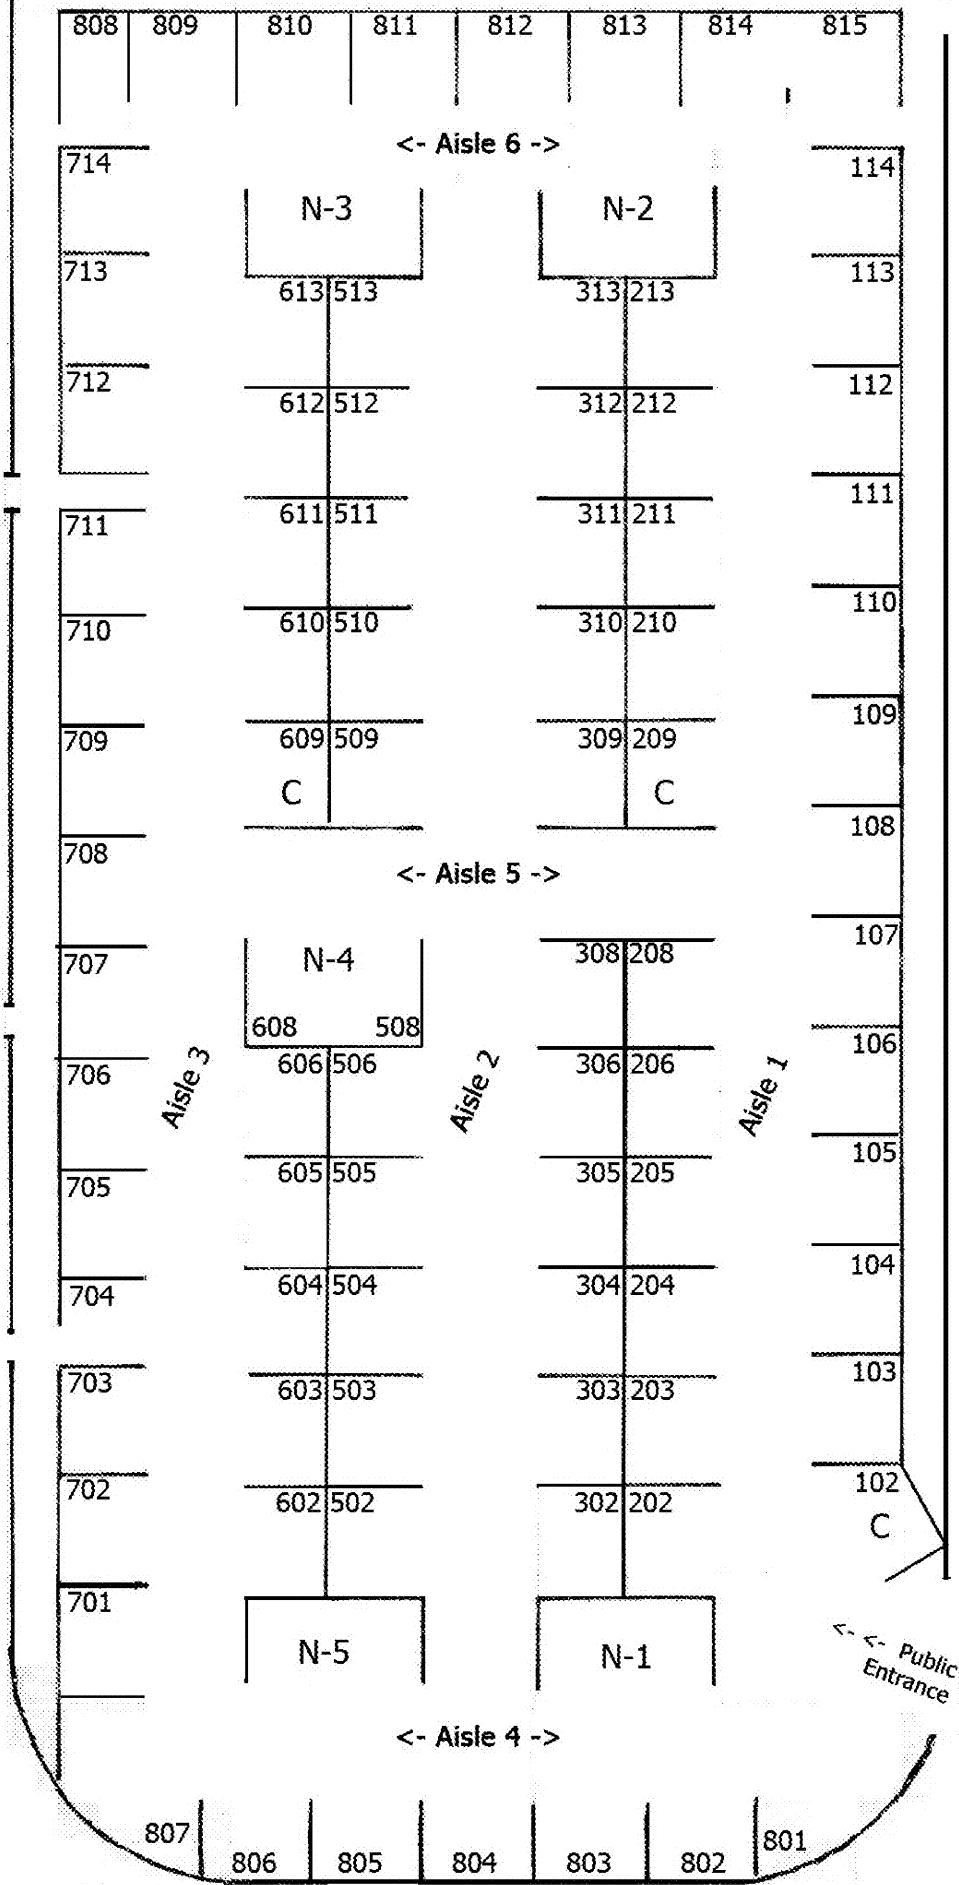 808 809 810 811 812 813 814 815
<- Aisle 6 ->
714 114
N-3 N-2
713 613 513 313 213 113
712 612 512 312 212 112
711 611 511 311 211 111
710 610 510 310 210 110
709 609 509 309 209 109
C C
708 108
<- Aisle 5 ->
707 N-4 308 208 107
608 508
706 606 506 306 206 106
Aisle 3 Aisle 2 Aisle 1
705 605 505 305 205 105
704 604 504 304 204 104
703 603 503 303 203 103
702 602 502 302 202 102
C
701
N-5 N-1
<- <- Public
Entrance
<- Aisle 4 ->
807 801
806 805 804 803 802